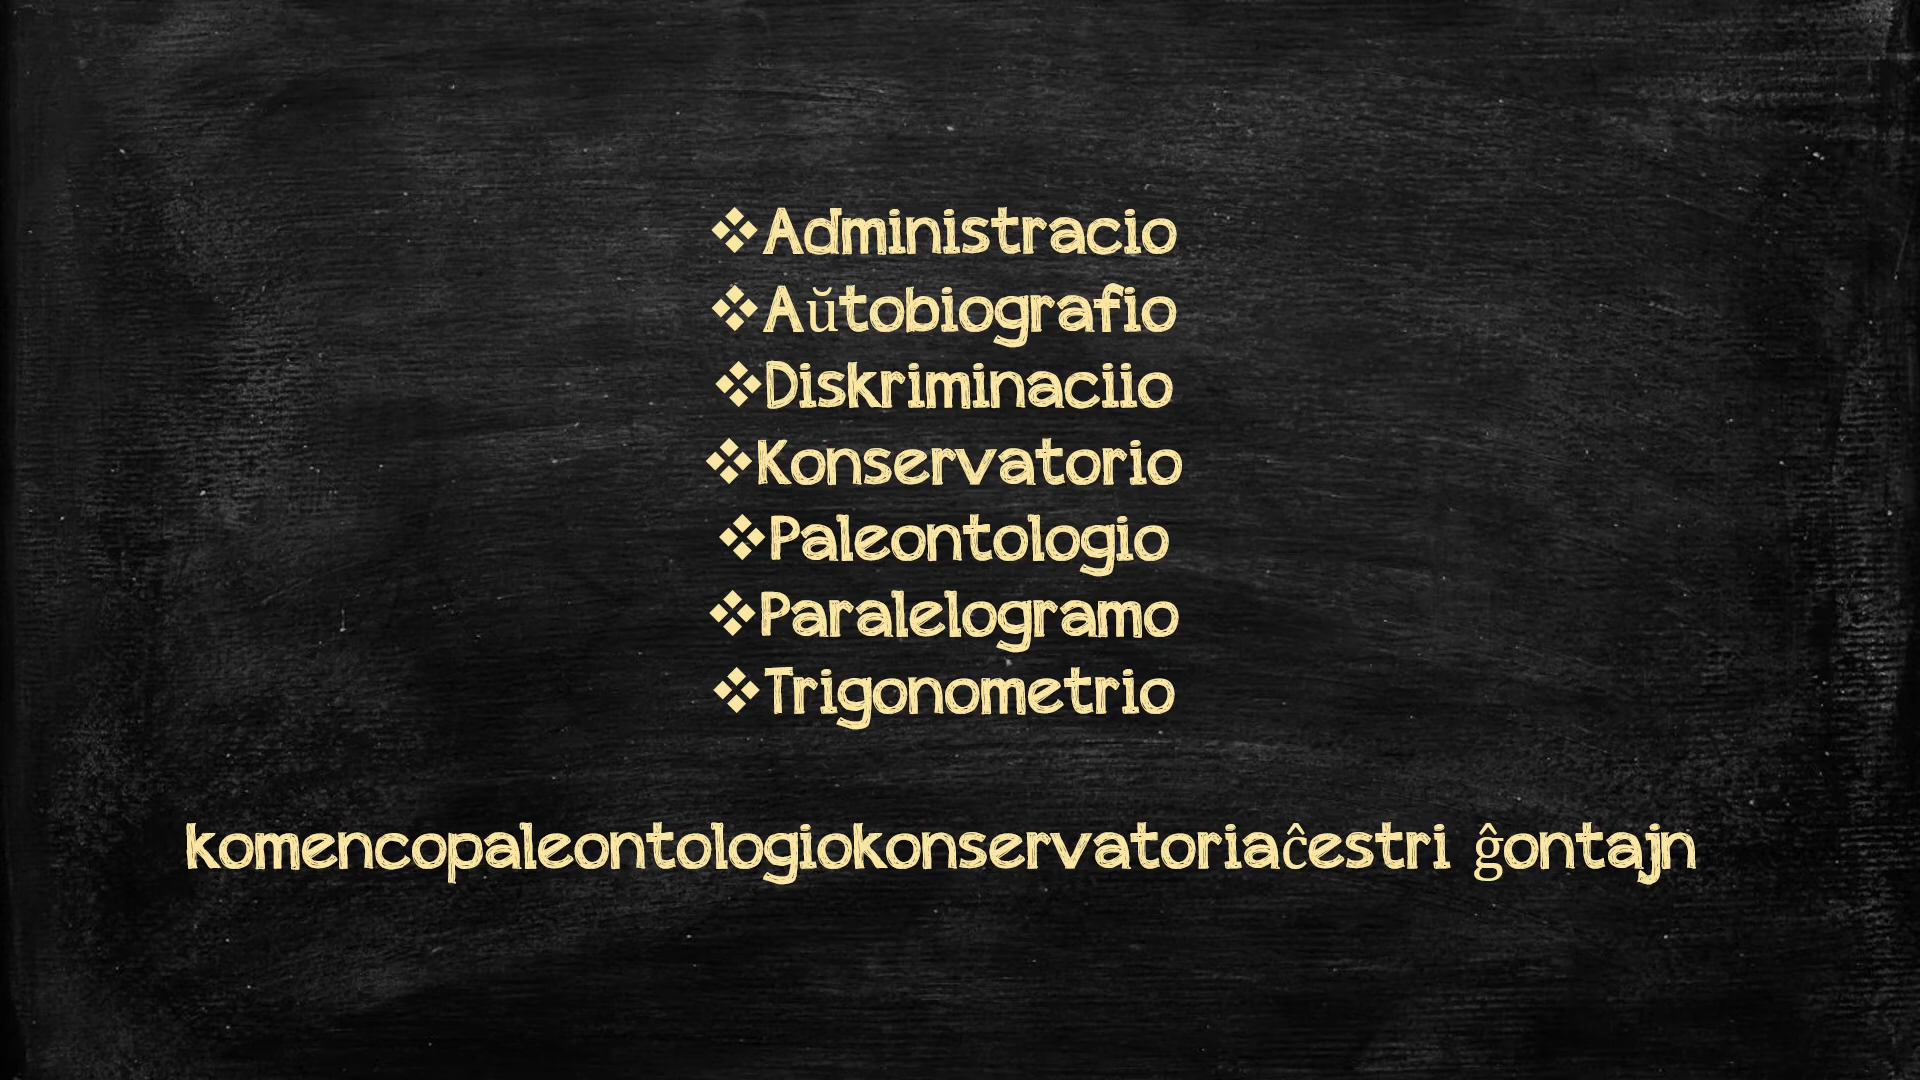 ❖Administracio
❖Aŭtobiografio
❖Diskriminaciio
❖Konservatorio
❖Paleontologio
❖Paralelogramo
❖Trigonometrio
komencopaleontologiokonservatoriaĉestri ĝontajn